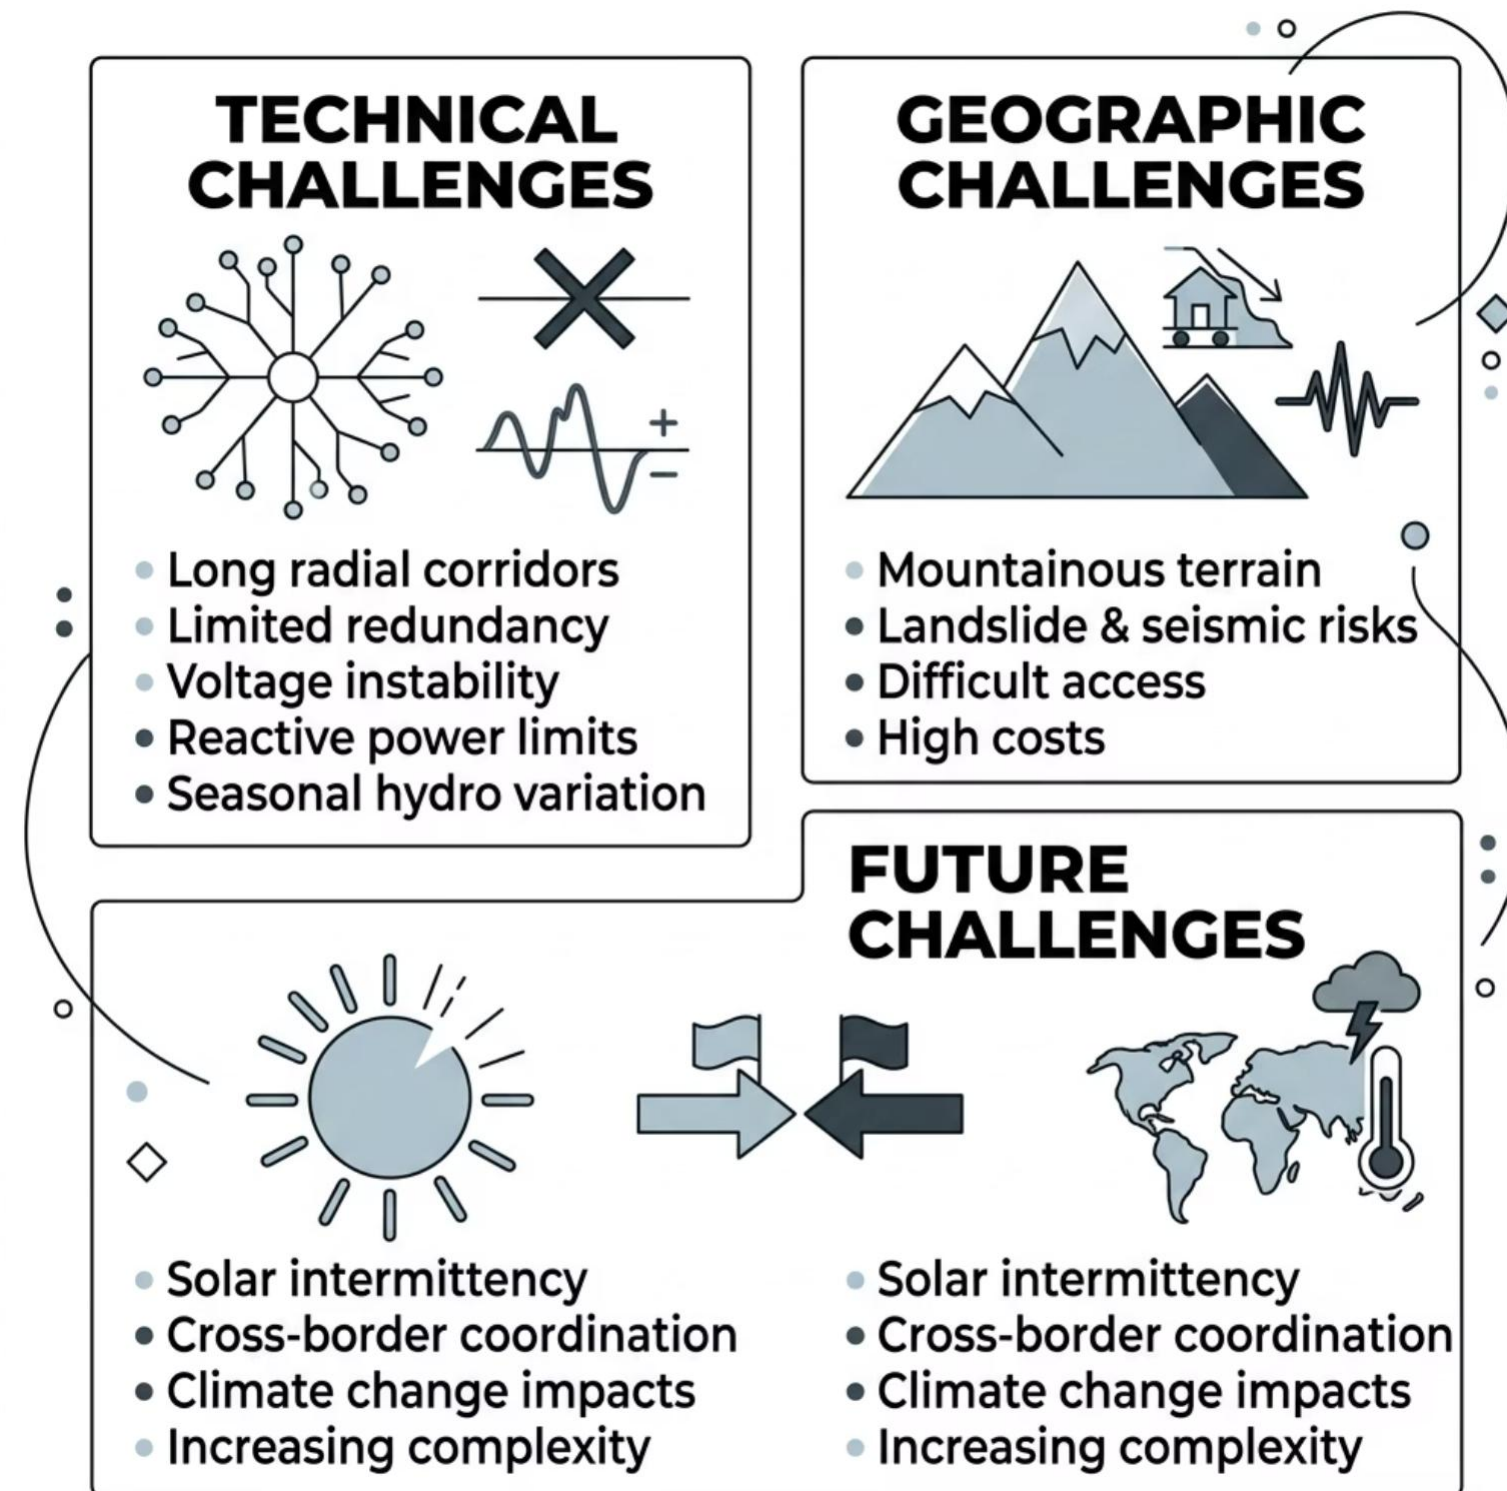 TECHNICAL
CHALLENGES
• Long radial corridors
• Limited redundancy
• Voltage instability
• Reactive power limits
• Seasonal hydro variation
GEOGRAPHIC
CHALLENGES
• Mountainous terrain
• Landslide & seismic risks
• Difficult access
• High costs
FUTURE
CHALLENGES
• Solar intermittency
• Cross-border coordination
• Climate change impacts
• Increasing complexity
• Solar intermittency
• Cross-border coordination
• Climate change impacts
• Increasing complexity